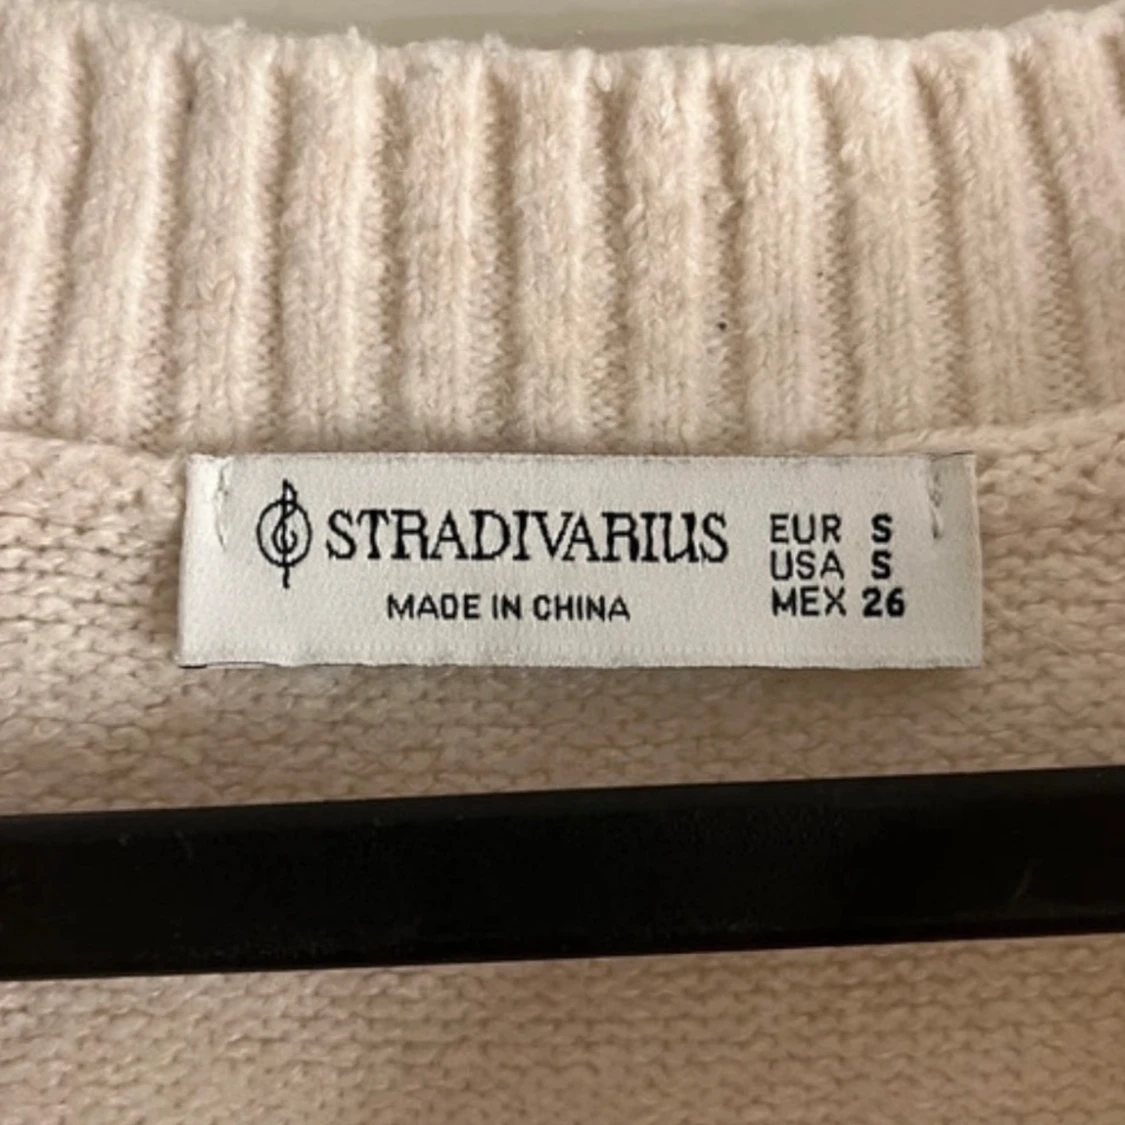 STRADIVARIUS
MADE IN CHINA
EUR S
USA S
MEX 26